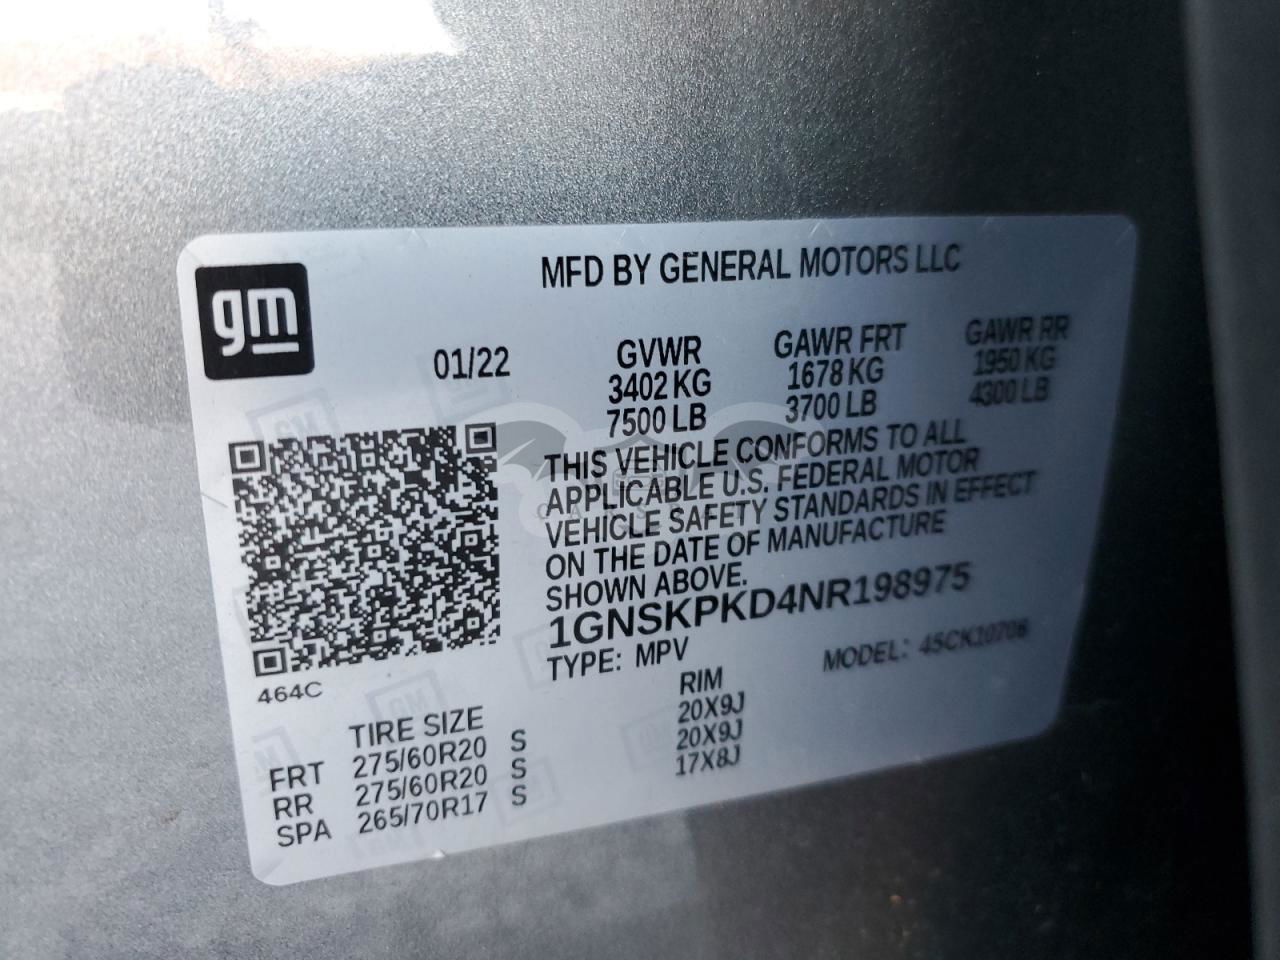 gm
MFD BY GENERAL MOTORS LLC
01/22
GVWR
3402 KG
7500 LB
GAWR FRT
1678 KG
3700 LB
GAWR RR
1950 KG
4300 LB
THIS VEHICLE CONFORMS TO ALL
APPLICABLE U.S. FEDERAL MOTOR
VEHICLE SAFETY STANDARDS IN EFFECT
ON THE DATE OF MANUFACTURE
SHOWN ABOVE.
1GNSKPKD4NR198975
TYPE: MPV MODEL: 45CK10706
464C
TIRE SIZE RIM
FRT 275/60R20 S 20X9J
RR 275/60R20 S 20X9J
SPA 265/70R17 S 17X8J